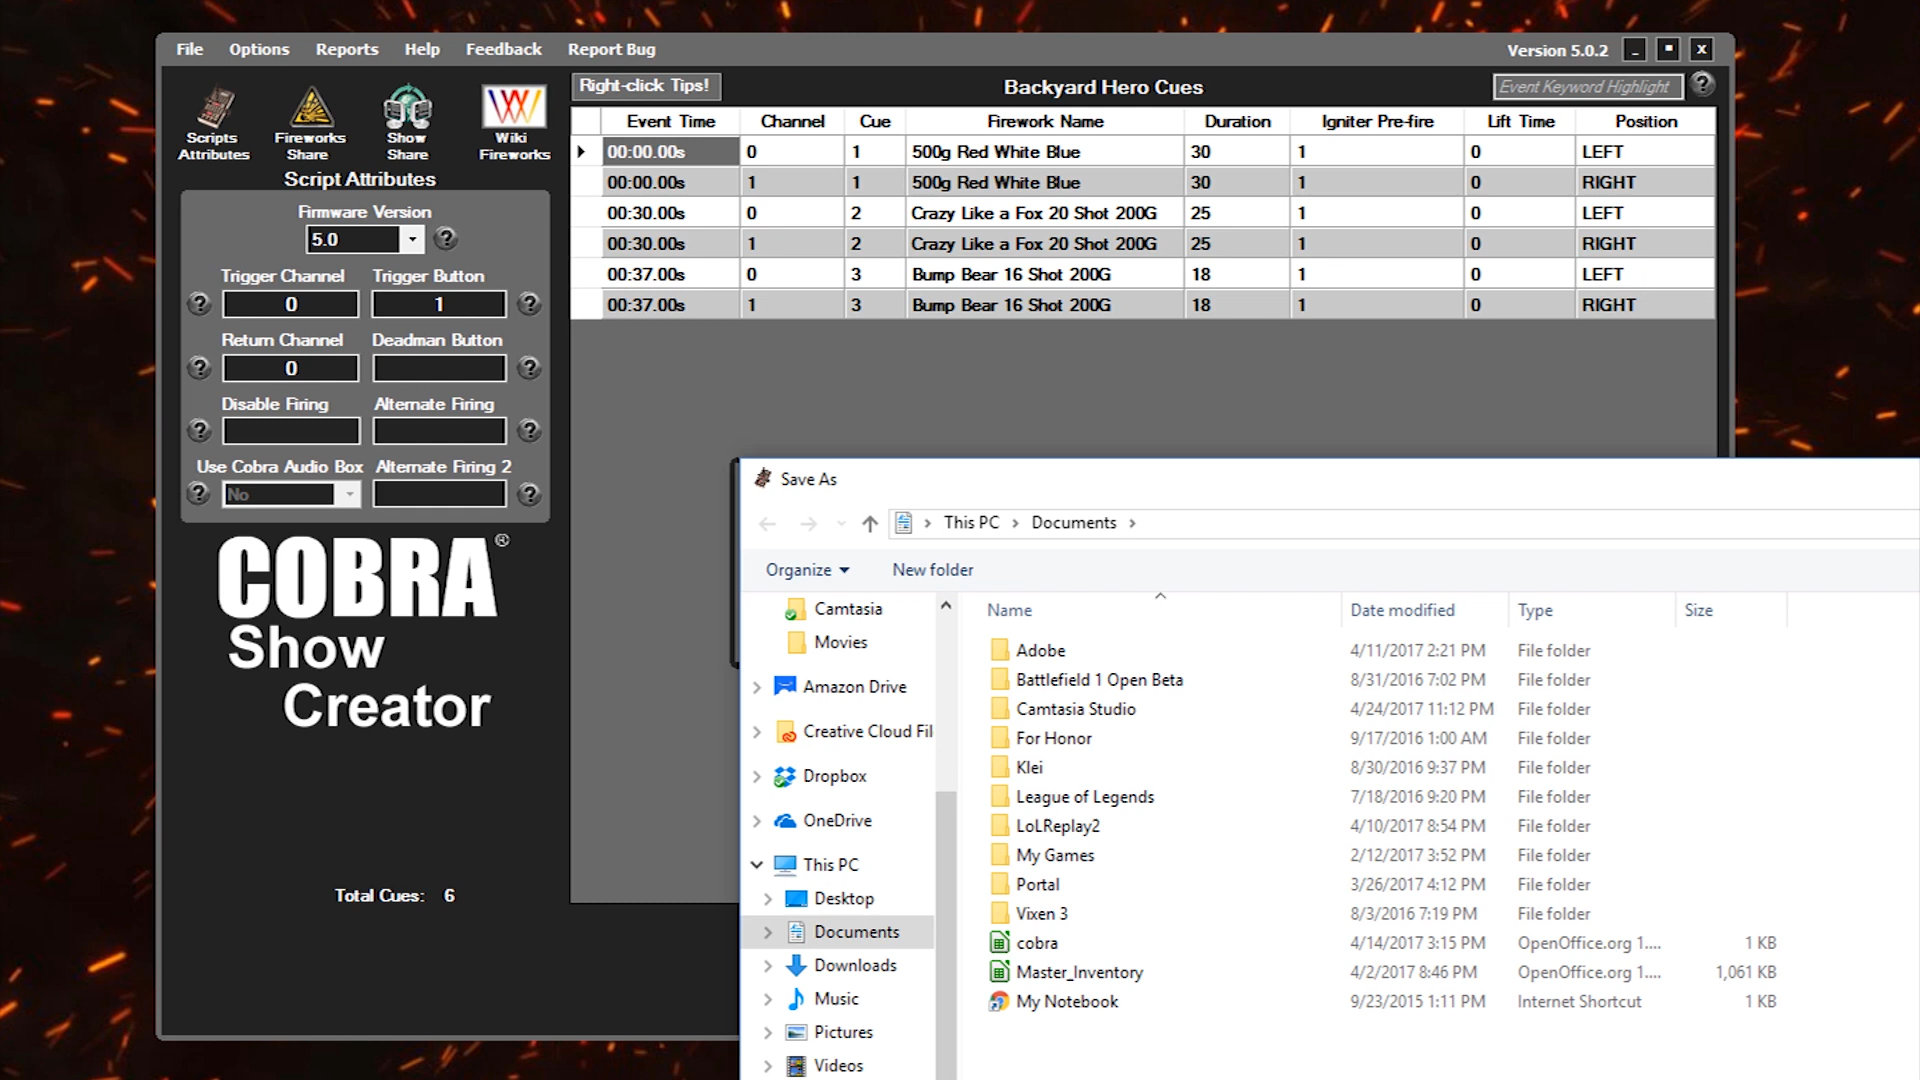 File Options Reports Help Feedback Report Bug Version 5.0.2
Scripts Attributes
Fireworks Share
Show Share
Wiki Fireworks
Right-click Tips! Backyard Hero Cues Event Keyword Highlight ?
Script Attributes
Firmware Version
5.0 ?
Trigger Channel Trigger Button
? 0 1 ?
Return Channel Deadman Button
? 0 ?
Disable Firing Alternate Firing
? ?
Use Cobra Audio Box Alternate Firing 2
? No ?
COBRA®
Show
Creator
Total Cues: 6
Event Time Channel Cue Firework Name Duration Igniter Pre-fire Lift Time Position
00:00.00s 0 1 500g Red White Blue 30 1 0 LEFT
00:00.00s 1 1 500g Red White Blue 30 1 0 RIGHT
00:30.00s 0 2 Crazy Like a Fox 20 Shot 200G 25 1 0 LEFT
00:30.00s 1 2 Crazy Like a Fox 20 Shot 200G 25 1 0 RIGHT
00:37.00s 0 3 Bump Bear 16 Shot 200G 18 1 0 LEFT
00:37.00s 1 3 Bump Bear 16 Shot 200G 18 1 0 RIGHT
Save As
This PC Documents
Organize New folder
Camtasia
Movies
Amazon Drive
Creative Cloud Fil
Dropbox
OneDrive
This PC
Desktop
Documents
Downloads
Music
Pictures
Videos
Name Date modified Type Size
Adobe 4/11/2017 2:21 PM File folder
Battlefield 1 Open Beta 8/31/2016 7:02 PM File folder
Camtasia Studio 4/24/2017 11:12 PM File folder
For Honor 9/17/2016 1:00 AM File folder
Klei 8/30/2016 9:37 PM File folder
League of Legends 7/18/2016 9:20 PM File folder
LoLReplay2 4/10/2017 8:54 PM File folder
My Games 2/12/2017 3:52 PM File folder
Portal 3/26/2017 4:12 PM File folder
Vixen 3 8/3/2016 7:19 PM File folder
cobra 4/14/2017 3:15 PM OpenOffice.org 1.... 1 KB
Master_Inventory 4/2/2017 8:46 PM OpenOffice.org 1.... 1,061 KB
My Notebook 9/23/2015 1:11 PM Internet Shortcut 1 KB